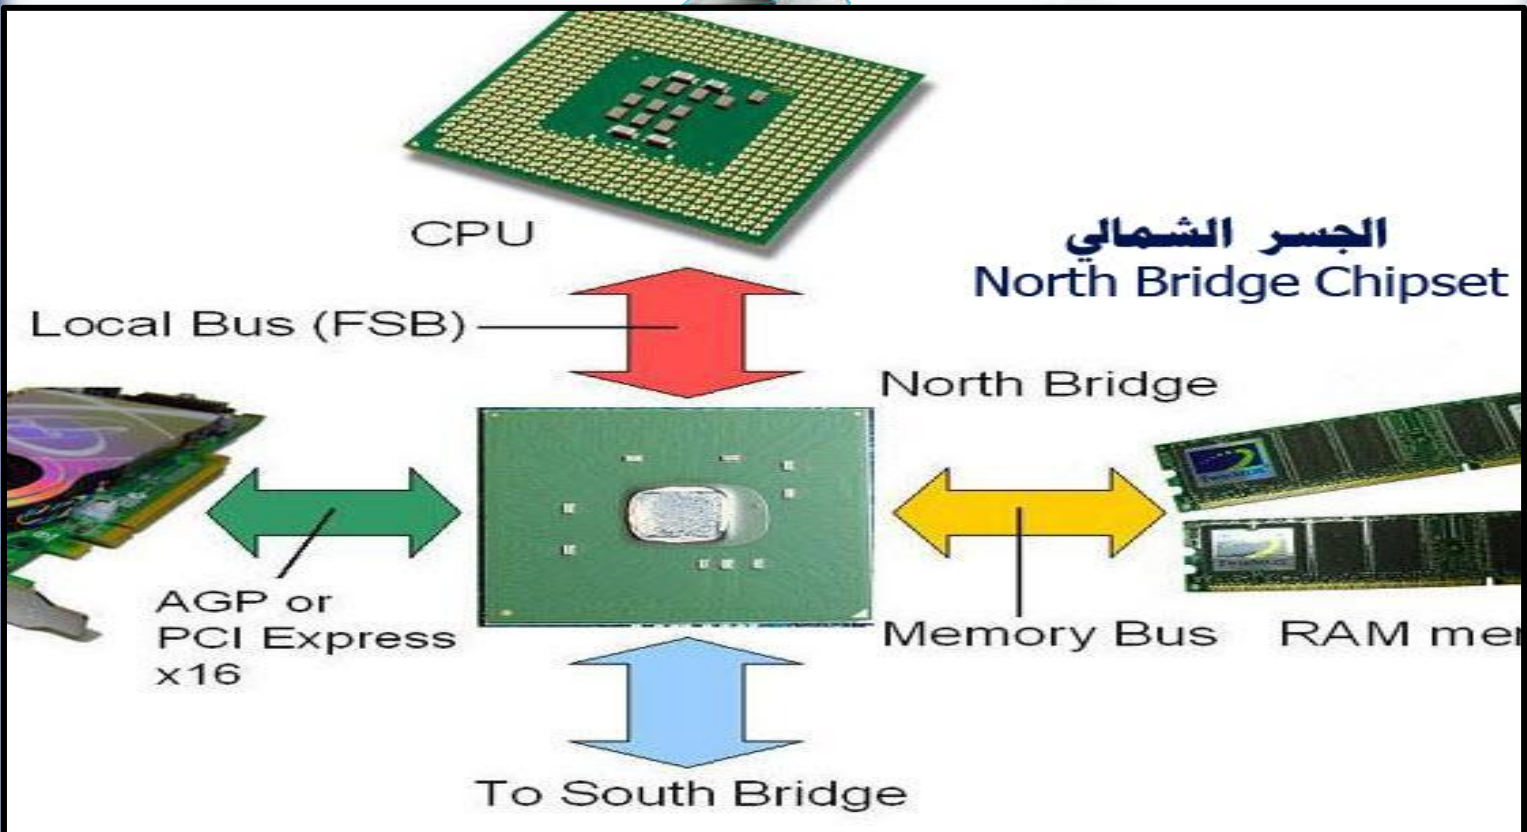 CPU
الجسر الشمالي
North Bridge Chipset
Local Bus (FSB)
North Bridge
AGP or
PCI Express
x16
Memory Bus
RAM mer
To South Bridge